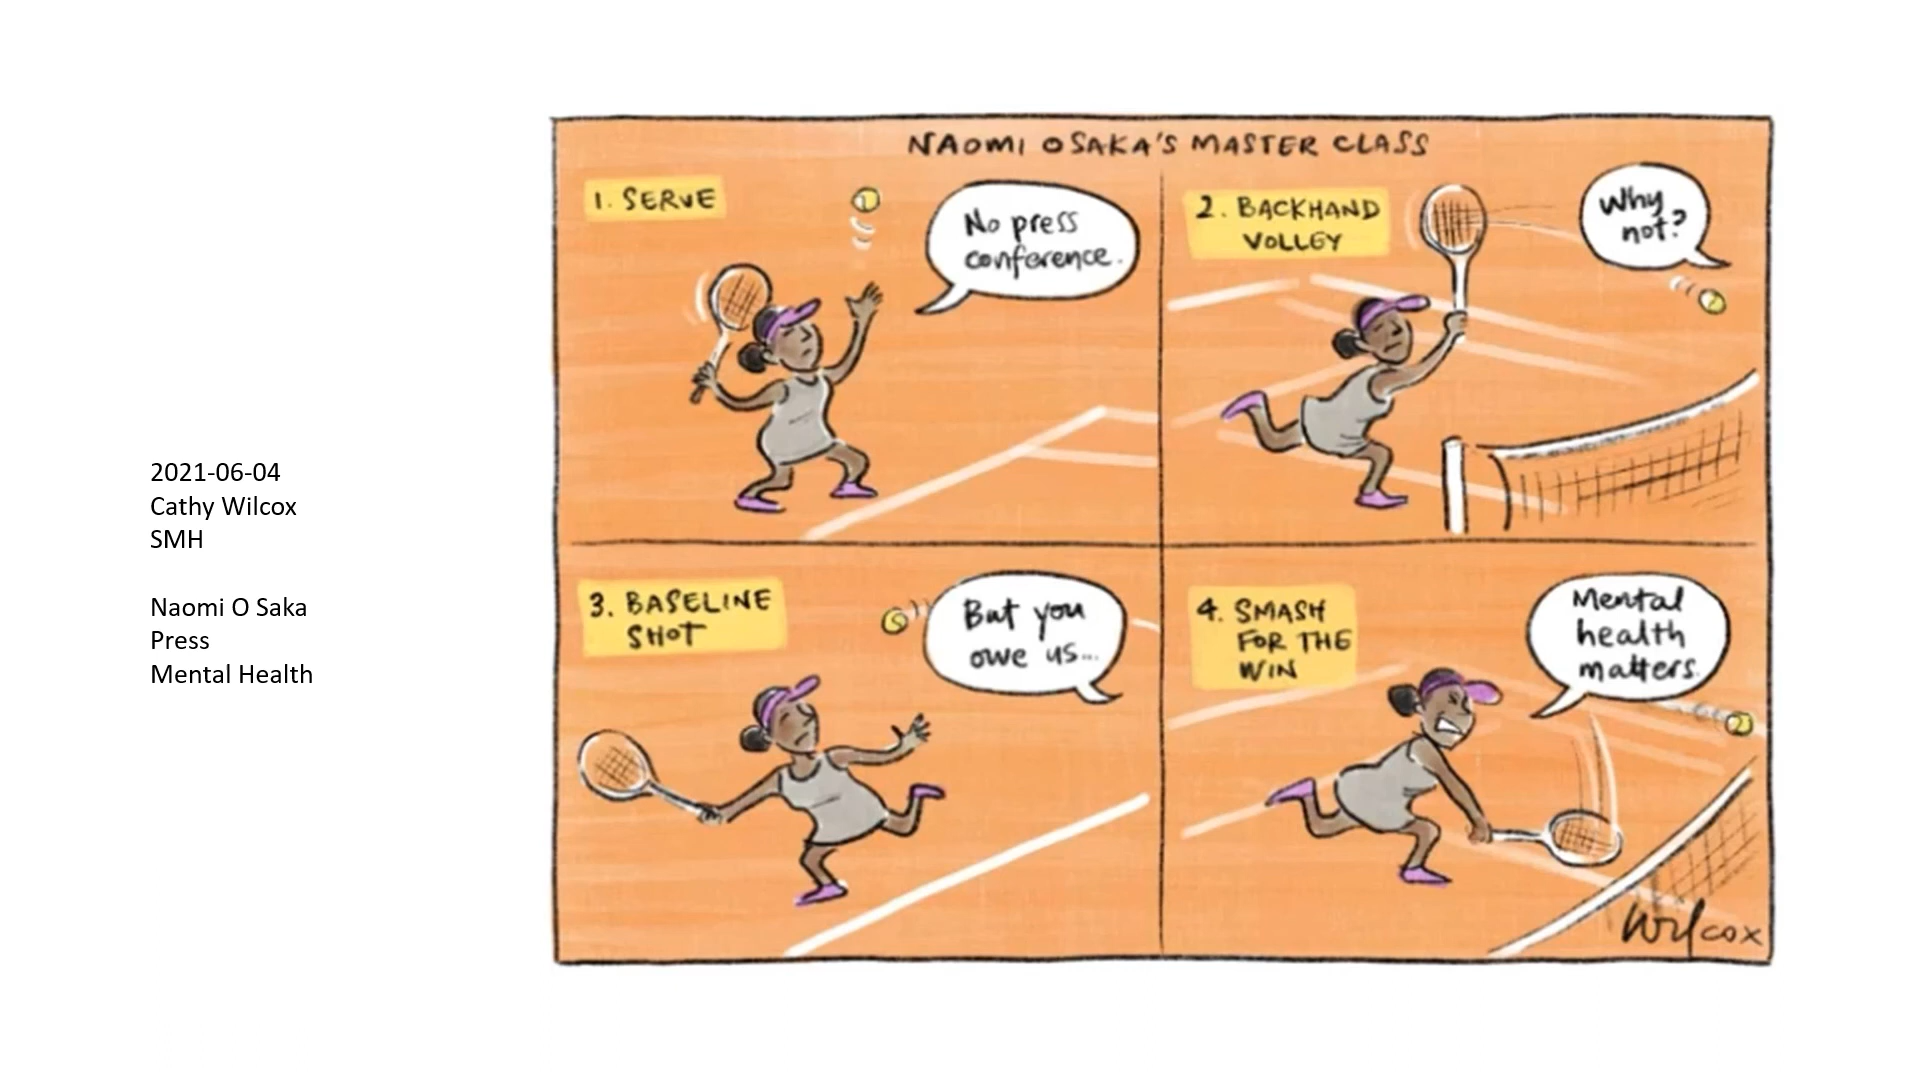 2021-06-04
Cathy Wilcox
SMH
Naomi O Saka
Press
Mental Health
NAOMI OSAKA'S MASTER CLASS
1. SERVE
No press
conference.
2. BACKHAND
VOLLEY
Why
not?
3. BASELINE
SHOT
But you
owe us...
4. SMASH
FOR THE
WIN
Mental
health
matters.
Wilcox